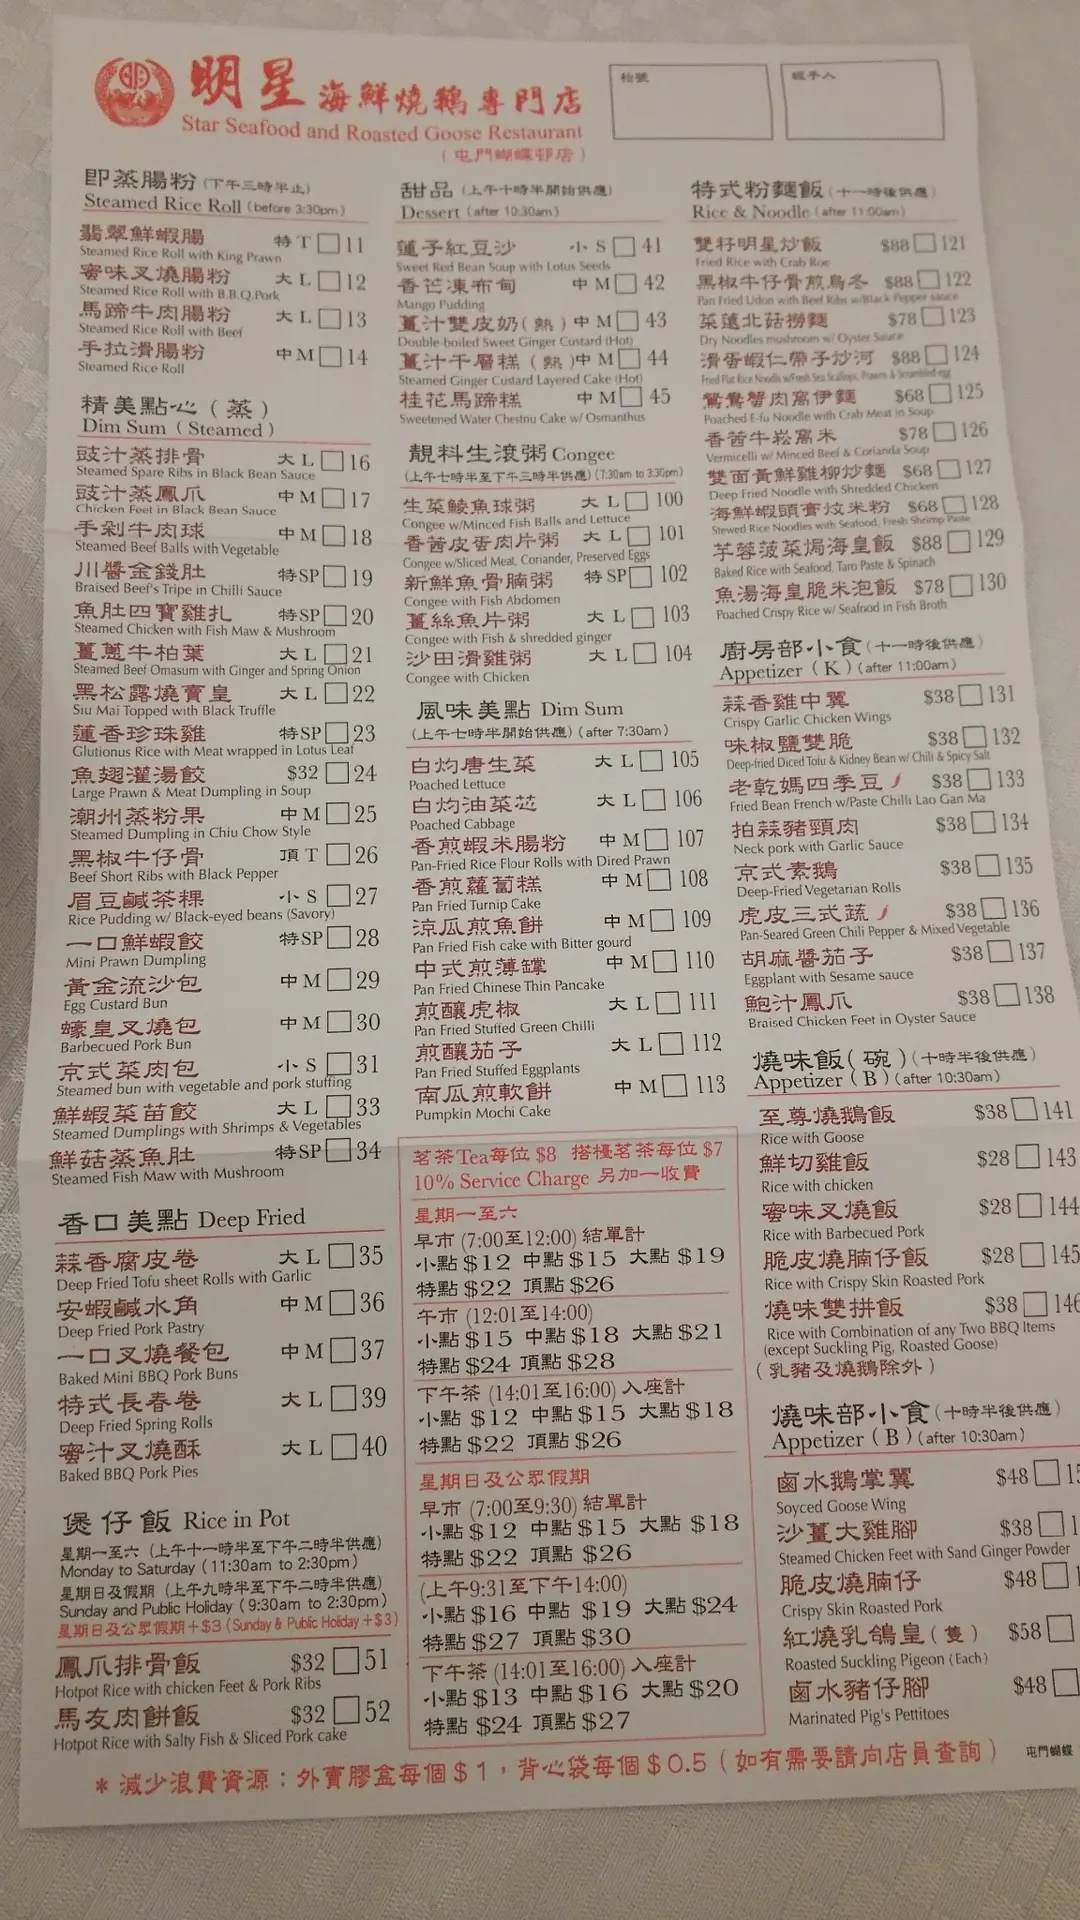 明星 海鮮燒鵝專門店
Star Seafood and Roasted Goose Restaurant
(屯門蝴蝶邨店)
枱號
經手人
即蒸腸粉 (下午三時半止)
Steamed Rice Roll (before 3:30pm)
翡翠鮮蝦腸 特 T 11
Steamed Rice Roll with King Prawn
蜜味叉燒腸粉 大 L 12
Steamed Rice Roll with B.B.Q.Pork
馬蹄牛肉腸粉 大 L 13
Steamed Rice Roll with Beef
手拉滑腸粉 中 M 14
Steamed Rice Roll
精美點心 (蒸)
Dim Sum (Steamed)
豉汁蒸排骨 大 L 16
Steamed Spare Ribs in Black Bean Sauce
豉汁蒸鳳爪 中 M 17
Chicken Feet in Black Bean Sauce
手剁牛肉球 中 M 18
Steamed Beef Balls with Vegetable
川醬金錢肚 特SP 19
Braised Beef's Tripe in Chilli Sauce
魚肚四寶雞扎 特SP 20
Steamed Chicken with Fish Maw & Mushroom
薑蔥牛柏葉 大 L 21
Steamed Beef Omasum with Ginger and Spring Onion
黑松露燒賣皇 大 L 22
Siu Mai Topped with Black Truffle
蓮香珍珠雞 特SP 23
Glutionus Rice with Meat wrapped in Lotus Leaf
魚翅灌湯餃 $32 24
Large Prawn & Meat Dumpling in Soup
潮州蒸粉果 中 M 25
Steamed Dumpling in Chiu Chow Style
黑椒牛仔骨 頂 T 26
Beef Short Ribs with Black Pepper
眉豆鹹茶粿 小 S 27
Rice Pudding w/ Black-eyed beans (Savory)
一口鮮蝦餃 特SP 28
Mini Prawn Dumpling
黃金流沙包 中 M 29
Egg Custard Bun
蠔皇叉燒包 中 M 30
Barbecued Pork Bun
京式菜肉包 小 S 31
Steamed bun with vegetable and pork stuffing
鮮蝦菜苗餃 大 L 33
Steamed Dumplings with Shrimps & Vegetables
鮮菇蒸魚肚 特SP 34
Steamed Fish Maw with Mushroom
香口美點 Deep Fried
蒜香腐皮卷 大 L 35
Deep Fried Tofu sheet Rolls with Garlic
安蝦鹹水角 中 M 36
Deep Fried Pork Pastry
一口叉燒餐包 中 M 37
Baked Mini BBQ Pork Buns
特式長春卷 大 L 39
Deep Fried Spring Rolls
蜜汁叉燒酥 大 L 40
Baked BBQ Pork Pies
煲仔飯 Rice in Pot
星期一至六 (上午十一時半至下午二時半供應)
Monday to Saturday (11:30am to 2:30pm)
星期日及假期 (上午九時半至下午二時半供應)
Sunday and Public Holiday (9:30am to 2:30pm)
星期日及公眾假期+$3 (Sunday & Public Holiday +$3)
鳳爪排骨飯 $32 51
Hotpot Rice with chicken Feet & Pork Ribs
馬友肉餅飯 $32 52
Hotpot Rice with Salty Fish & Sliced Pork cake
甜品 (上午十時半開始供應)
Dessert (after 10:30am)
蓮子紅豆沙 小 S 41
Sweet Red Bean Soup with Lotus Seeds
香芒凍布甸 中 M 42
Mango Pudding
薑汁雙皮奶(熱) 中 M 43
Double-boiled Sweet Ginger Custard (Hot)
薑汁千層糕 (熱) 中 M 44
Steamed Ginger Custard Layered Cake (Hot)
桂花馬蹄糕 中 M 45
Sweetened Water Chestnu Cake w/ Osmanthus
靚料生滾粥 Congee
(上午七時半至下午三時半供應) (7:30am to 3:30pm)
生菜鯪魚球粥 大 L 100
Congee w/Minced Fish Balls and Lettuce
香茜皮蛋肉片粥 大 L 101
Congee w/Sliced Meat, Coriander, Preserved Eggs
新鮮魚骨腩粥 特 SP 102
Congee with Fish Abdomen
薑絲魚片粥 大 L 103
Congee with Fish & shredded ginger
沙田滑雞粥 大 L 104
Congee with Chicken
風味美點 Dim Sum
(上午七時半開始供應) (after 7:30am)
白灼唐生菜 大 L 105
Poached Lettuce
白灼油菜芯 大 L 106
Poached Cabbage
香煎蝦米腸粉 中 M 107
Pan-Fried Rice Flour Rolls with Dired Prawn
香煎蘿蔔糕 中 M 108
Pan Fried Turnip Cake
涼瓜煎魚餅 中 M 109
Pan Fried Fish cake with Bitter gourd
中式煎薄罉 中 M 110
Pan Fried Chinese Thin Pancake
煎釀虎椒 大 L 111
Pan Fried Stuffed Green Chilli
煎釀茄子 大 L 112
Pan Fried Stuffed Eggplants
南瓜煎軟餅 中 M 113
Pumpkin Mochi Cake
茗茶Tea每位 $8 搭檯茗茶每位 $7
10% Service Charge 另加一收費
星期一至六
早市 (7:00至12:00) 結單計
小點 $12 中點 $15 大點 $19
特點 $22 頂點 $26
午市 (12:01至14:00)
小點 $15 中點 $18 大點 $21
特點 $24 頂點 $28
下午茶 (14:01至16:00) 入座計
小點 $12 中點 $15 大點 $18
特點 $22 頂點 $26
星期日及公眾假期
早市 (7:00至9:30) 結單計
小點 $12 中點 $15 大點 $18
特點 $22 頂點 $26
(上午9:31至下午14:00)
小點 $16 中點 $19 大點 $24
特點 $27 頂點 $30
下午茶 (14:01至16:00) 入座計
小點 $13 中點 $16 大點 $20
特點 $24 頂點 $27
特式粉麵飯 (十一時後供應)
Rice & Noodle (after 11:00am)
雙籽明星炒飯 $88 121
Fried Rice with Crab Roe
黑椒牛仔骨煎烏冬 $88 122
Pan Fried Udon with Beef Ribs w/Black Pepper sauce
菜薳北菇撈麵 $78 123
Dry Noodles mushroom w/ Oyster Sauce
滑蛋蝦仁帶子炒河 $88 124
Fried Flat Rice Noodls w/Fresh Sea Scallops, Prawns & Scrambled egg
鴛鴦蟹肉窩伊麵 $68 125
Poached E-fu Noodle with Crab Meat in Soup
香茜牛崧窩米 $78 126
Vermicelli w/ Minced Beef & Corianda Soup
雙面黃鮮雞柳炒麵 $68 127
Deep Fried Noodle with Shredded Chicken
海鮮蝦頭膏炆米粉 $68 128
Stewed Rice Noodles with Seafood, Fresh Shrimp Paste
芋蓉菠菜焗海皇飯 $88 129
Baked Rice with Seafood, Taro Paste & Spinach
魚湯海皇脆米泡飯 $78 130
Poached Crispy Rice w/ Seafood in Fish Broth
廚房部小食 (十一時後供應)
Appetizer (K) (after 11:00am)
蒜香雞中翼 $38 131
Crispy Garlic Chicken Wings
味椒鹽雙脆 $38 132
Deep-fried Diced Tofu & Kidney Bean w/ Chili & Spicy Salt
老乾媽四季豆 $38 133
Fried Bean French w/Paste Chilli Lao Gan Ma
拍蒜豬頸肉 $38 134
Neck pork with Garlic Sauce
京式素鵝 $38 135
Deep-Fried Vegetarian Rolls
虎皮三式蔬 $38 136
Pan-Seared Green Chili Pepper & Mixed Vegetable
胡麻醬茄子 $38 137
Eggplant with Sesame sauce
鮑汁鳳爪 $38 138
Braised Chicken Feet in Oyster Sauce
燒味飯(碗) (十時半後供應)
Appetizer (B) (after 10:30am)
至尊燒鵝飯 $38 141
Rice with Goose
鮮切雞飯 $28 143
Rice with chicken
蜜味叉燒飯 $28 144
Rice with Barbecued Pork
脆皮燒腩仔飯 $28 145
Rice with Crispy Skin Roasted Pork
燒味雙拼飯 $38 146
Rice with Combination of any Two BBQ Items
(except Suckling Pig, Roasted Goose)
(乳豬及燒鵝除外)
燒味部小食 (十時半後供應)
Appetizer (B) (after 10:30am)
鹵水鵝掌翼 $48
Soyced Goose Wing
沙薑大雞腳 $38
Steamed Chicken Feet with Sand Ginger Powder
脆皮燒腩仔 $48
Crispy Skin Roasted Pork
紅燒乳鴿皇 (隻) $58
Roasted Suckling Pigeon (Each)
鹵水豬仔腳 $48
Marinated Pig's Pettitoes
屯門蝴蝶
* 減少浪費資源：外賣膠盒每個 $ 1，背心袋每個 $ 0.5 (如有需要請向店員查詢)